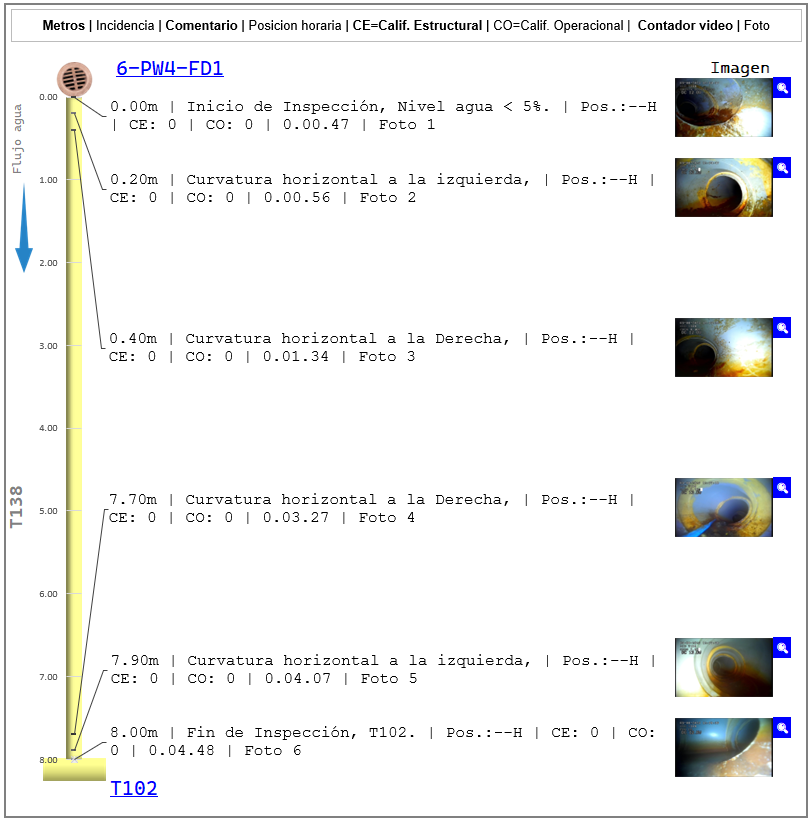 Metros | Incidencia | Comentario | Posicion horaria | CE=Calif. Estructural | CO=Calif. Operacional | Contador video | Foto
6-PW4-FD1
Imagen
0.00
0.00m | Inicio de Inspección, Nivel agua < 5%. | Pos.:--H
| CE: 0 | CO: 0 | 0.00.47 | Foto 1
Flujo agua
1.00
0.20m | Curvatura horizontal a la izquierda, | Pos.:--H |
CE: 0 | CO: 0 | 0.00.56 | Foto 2
2.00
3.00
0.40m | Curvatura horizontal a la Derecha, | Pos.:--H |
CE: 0 | CO: 0 | 0.01.34 | Foto 3
4.00
T138
5.00
7.70m | Curvatura horizontal a la Derecha, | Pos.:--H |
CE: 0 | CO: 0 | 0.03.27 | Foto 4
6.00
7.00
7.90m | Curvatura horizontal a la izquierda, | Pos.:--H |
CE: 0 | CO: 0 | 0.04.07 | Foto 5
8.00
8.00m | Fin de Inspección, T102. | Pos.:--H | CE: 0 | CO:
0 | 0.04.48 | Foto 6
T102